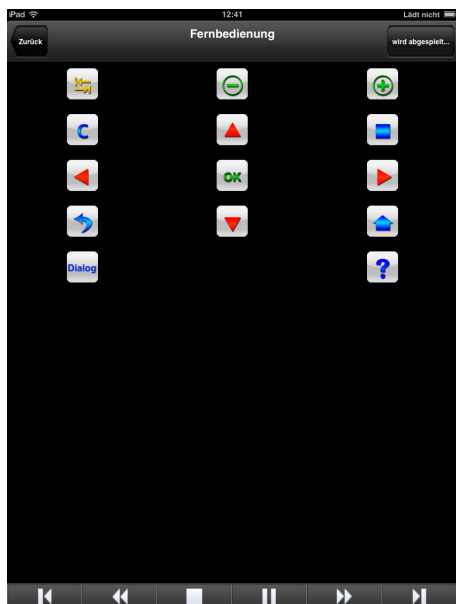 iPad 12:41 Lädt nicht
Zurück Fernbedienung wird abgespielt...
C
OK
Dialog ?